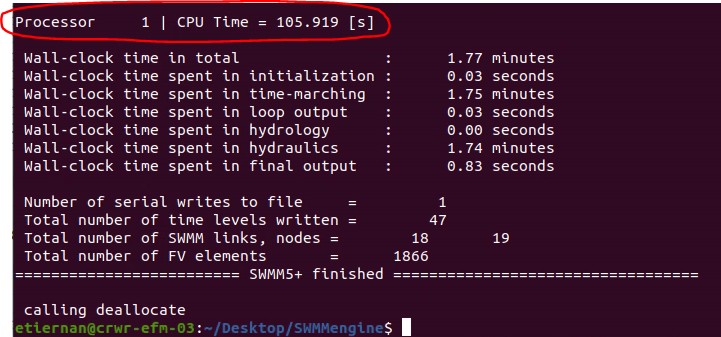 Processor     1 | CPU Time = 105.919 [s]
Wall-clock time in total                :      1.77 minutes
Wall-clock time spent in initialization :      0.03 seconds
Wall-clock time spent in time-marching  :      1.75 minutes
Wall-clock time spent in loop output    :      0.03 seconds
Wall-clock time spent in hydrology      :      0.00 seconds
Wall-clock time spent in hydraulics     :      1.74 minutes
Wall-clock time spent in final output   :      0.83 seconds
Number of serial writes to file     =         1
Total number of time levels written =        47
Total number of SWMM links, nodes =        18       19
Total number of FV elements       =      1866
========================= SWMM5+ finished ==================================
calling deallocate
etiernan@crwr-efm-03:~/Desktop/SWMMengine$